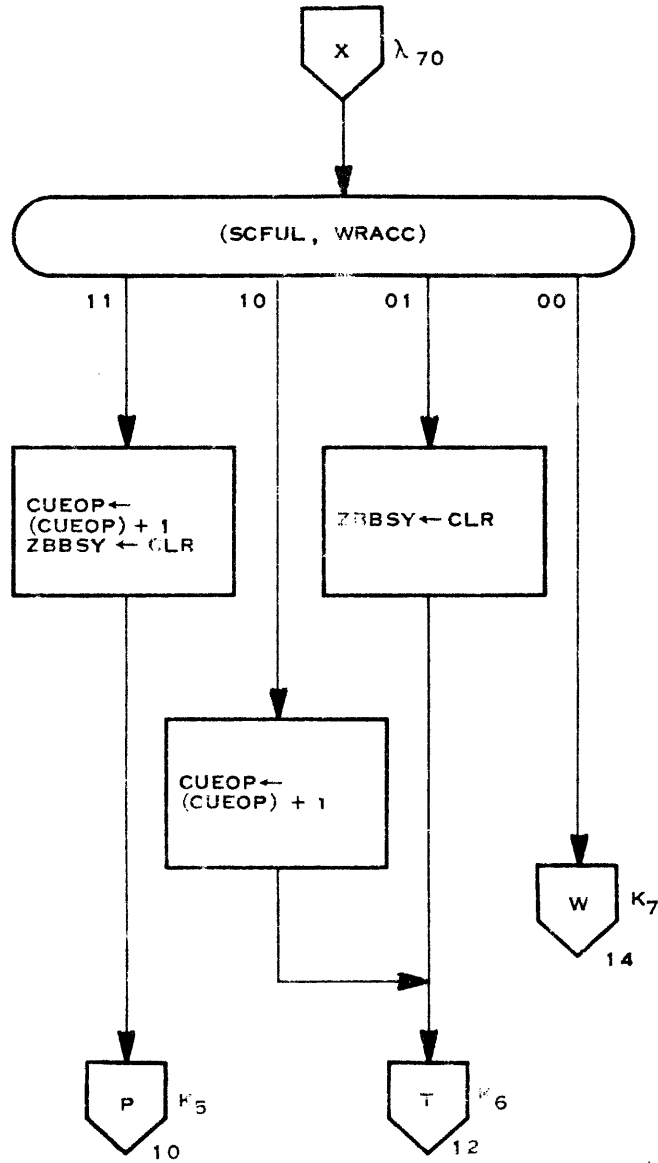 X λ70
(SCFUL, WRACC)
11 10 01 00
CUEOP←
(CUEOP) + 1
ZBBSY ← CLR
ZBBSY ← CLR
CUEOP←
(CUEOP) + 1
W K7
14
P K5
10
T K6
12